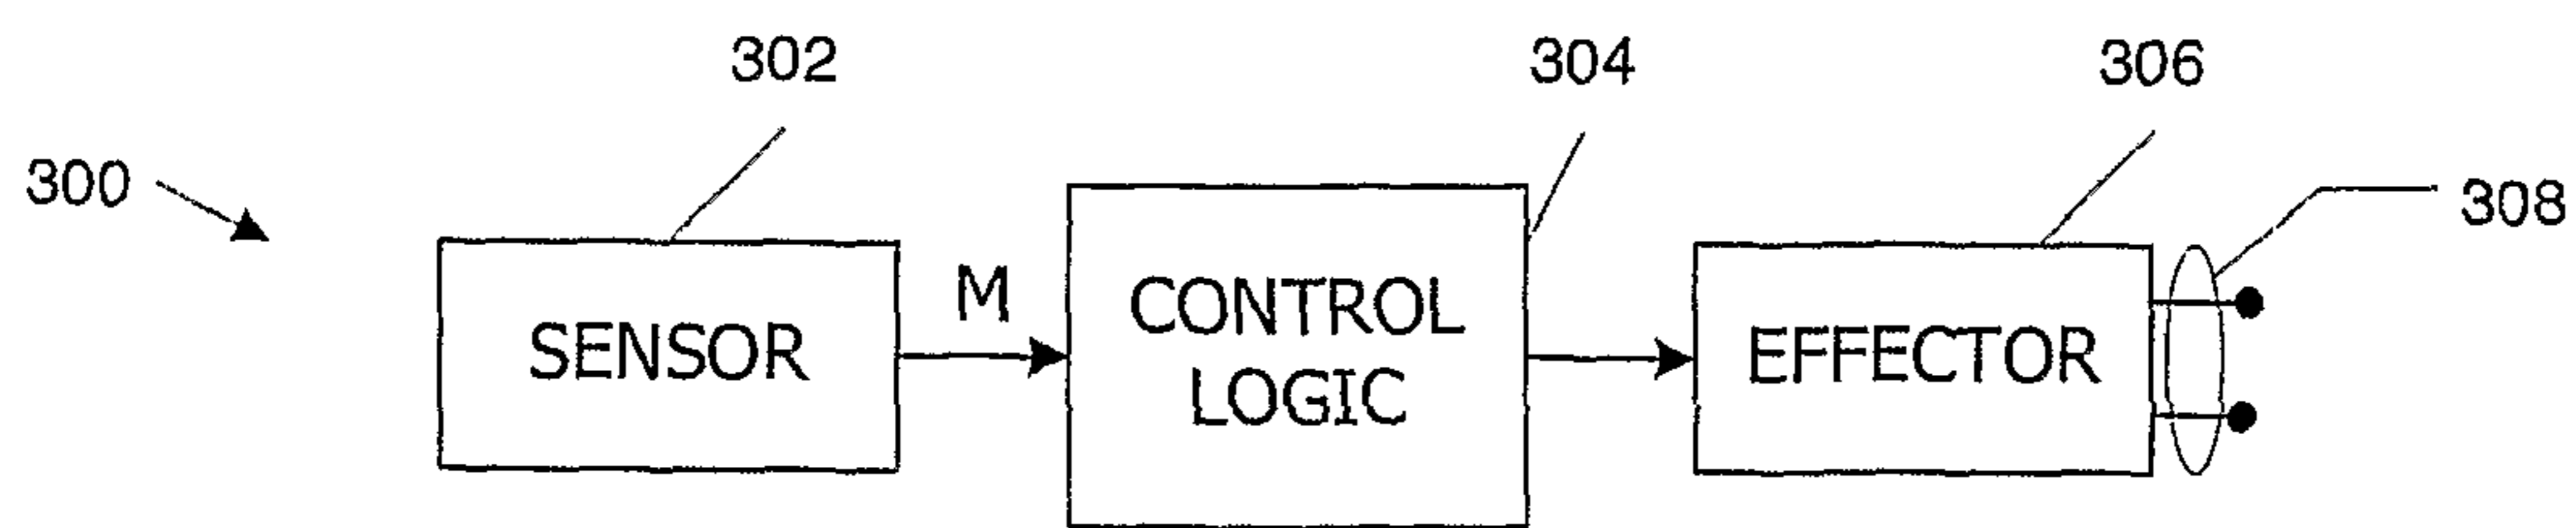 302
304
306
300
308
M
SENSOR
CONTROL
LOGIC
EFFECTOR